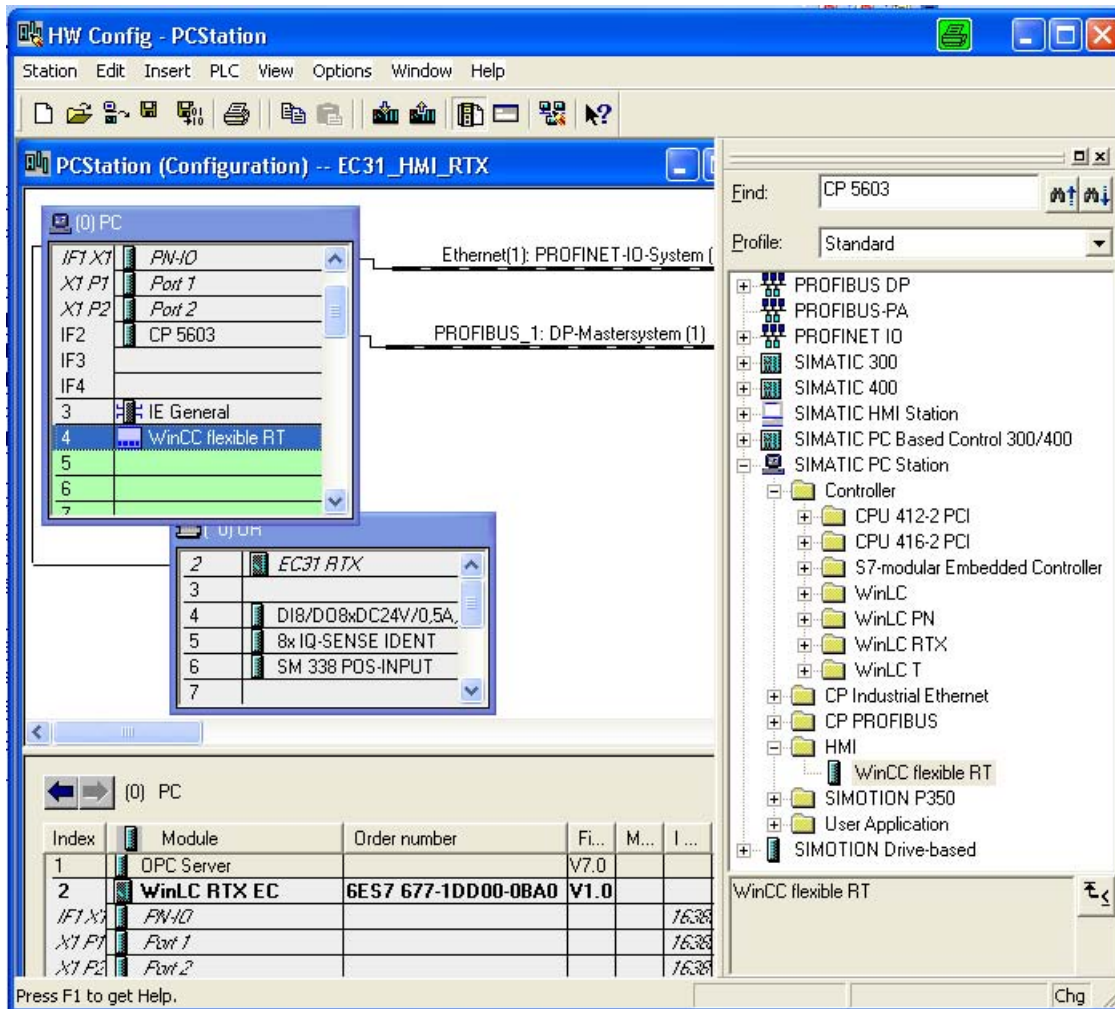 HW Config - PCStation
Station Edit Insert PLC View Options Window Help
PCStation (Configuration) -- EC31_HMI_RTX
(0) PC
IF1 X1 PN-IO
X1 P1 Port 1
X1 P2 Port 2
IF2 CP 5603
IF3
IF4
3 IE General
4 WinCC flexible RT
5
6
7
Ethernet(1): PROFINET-IO-System (
PROFIBUS_1: DP-Mastersystem (1)
2 EC31 RTX
3
4 DI8/DO8xDC24V/0,5A,
5 8x IQ-SENSE IDENT
6 SM 338 POS-INPUT
7
Find: CP 5603
Profile: Standard
PROFIBUS DP
PROFIBUS-PA
PROFINET IO
SIMATIC 300
SIMATIC 400
SIMATIC HMI Station
SIMATIC PC Based Control 300/400
SIMATIC PC Station
Controller
CPU 412-2 PCI
CPU 416-2 PCI
S7-modular Embedded Controller
WinLC
WinLC PN
WinLC RTX
WinLC T
CP Industrial Ethernet
CP PROFIBUS
HMI
WinCC flexible RT
SIMOTION P350
User Application
SIMOTION Drive-based
WinCC flexible RT
(0) PC
Index Module Order number Fi... M... I ...
1 OPC Server V7.0
2 WinLC RTX EC 6ES7 677-1DD00-0BA0 V1.0
IF1 X1 PN-IO 1638
X1 P1 Port 1 1638
X1 P2 Port 2 1638
Press F1 to get Help.
Chg